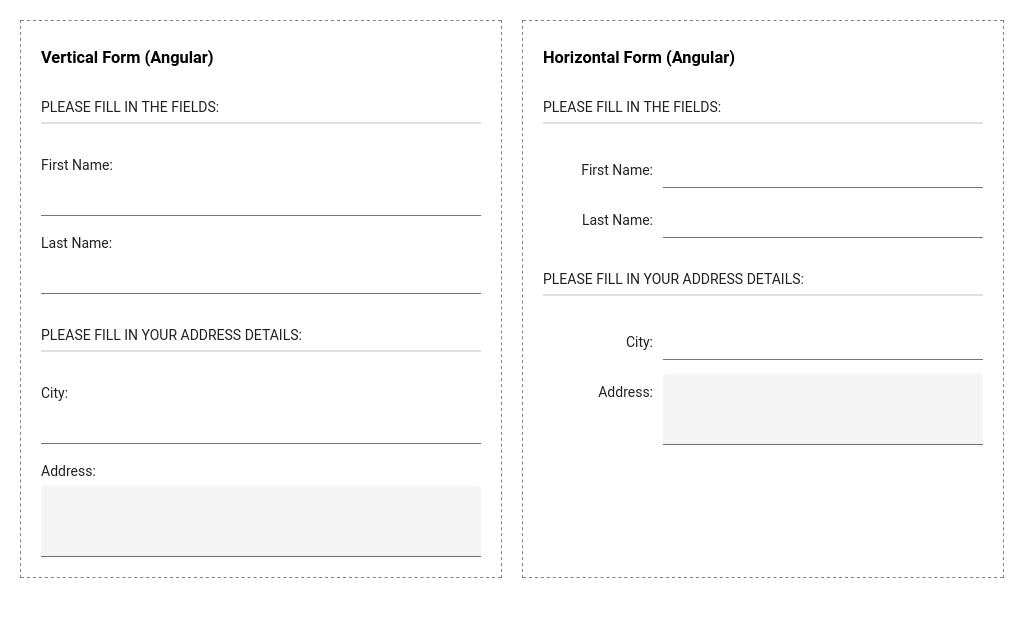 Vertical Form (Angular)
PLEASE FILL IN THE FIELDS:
First Name:
Last Name:
PLEASE FILL IN YOUR ADDRESS DETAILS:
City:
Address:
Horizontal Form (Angular)
PLEASE FILL IN THE FIELDS:
First Name:
Last Name:
PLEASE FILL IN YOUR ADDRESS DETAILS:
City:
Address: